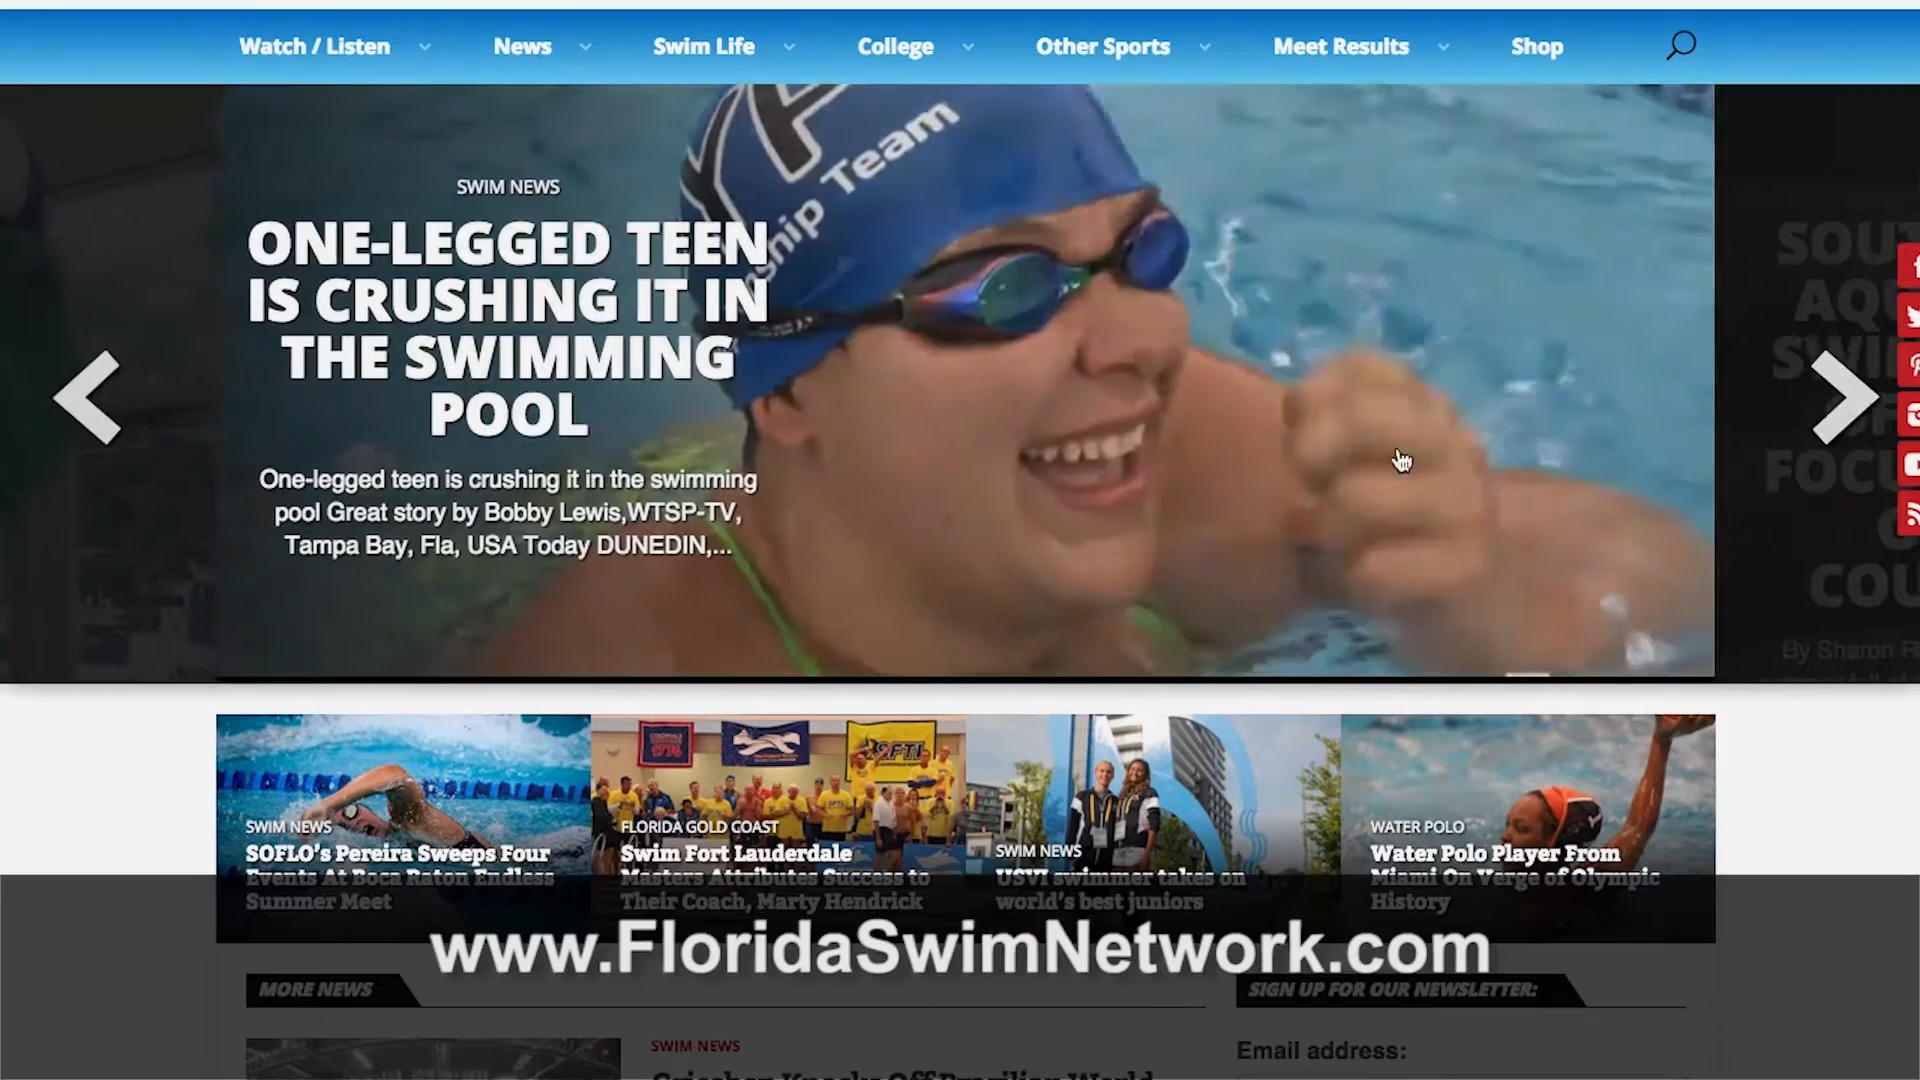 Watch / Listen
News
Swim Life
College
Other Sports
Meet Results
Shop
Team
SWIM NEWS
ONE-LEGGED TEEN
IS CRUSHING IT IN
THE SWIMMING
POOL
One-legged teen is crushing it in the swimming
pool Great story by Bobby Lewis,WTSP-TV,
Tampa Bay, Fla, USA Today DUNEDIN,...
By Sharon
SWIM NEWS
SOFLO's Pereira Sweeps Four
Events At Boca Raton Endless
Summer Meet
1776
SFTL
FLORIDA GOLD COAST
Swim Fort Lauderdale
Masters Attributes Success to
Their Coach, Marty Hendrick
SWIM NEWS
USVI swimmer takes on
world's best juniors
WATER POLO
Water Polo Player From
Miami On Verge of Olympic
History
www.FloridaSwimNetwork.com
MORE NEWS
SIGN UP FOR OUR NEWSLETTER:
SWIM NEWS
Email address: